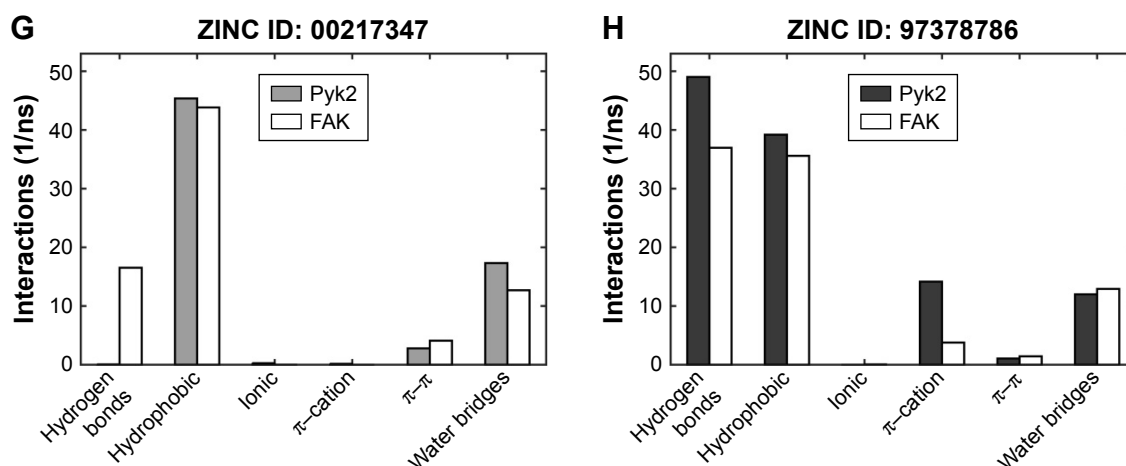 G
ZINC ID: 00217347
Interactions (1/ns)
50
40
30
20
10
0
Pyk2
FAK
Hydrogen
bonds
Hydrophobic
Ionic
π–cation
π–π
Water bridges
H
ZINC ID: 97378786
Interactions (1/ns)
50
40
30
20
10
0
Pyk2
FAK
Hydrogen
bonds
Hydrophobic
Ionic
π–cation
π–π
Water bridges